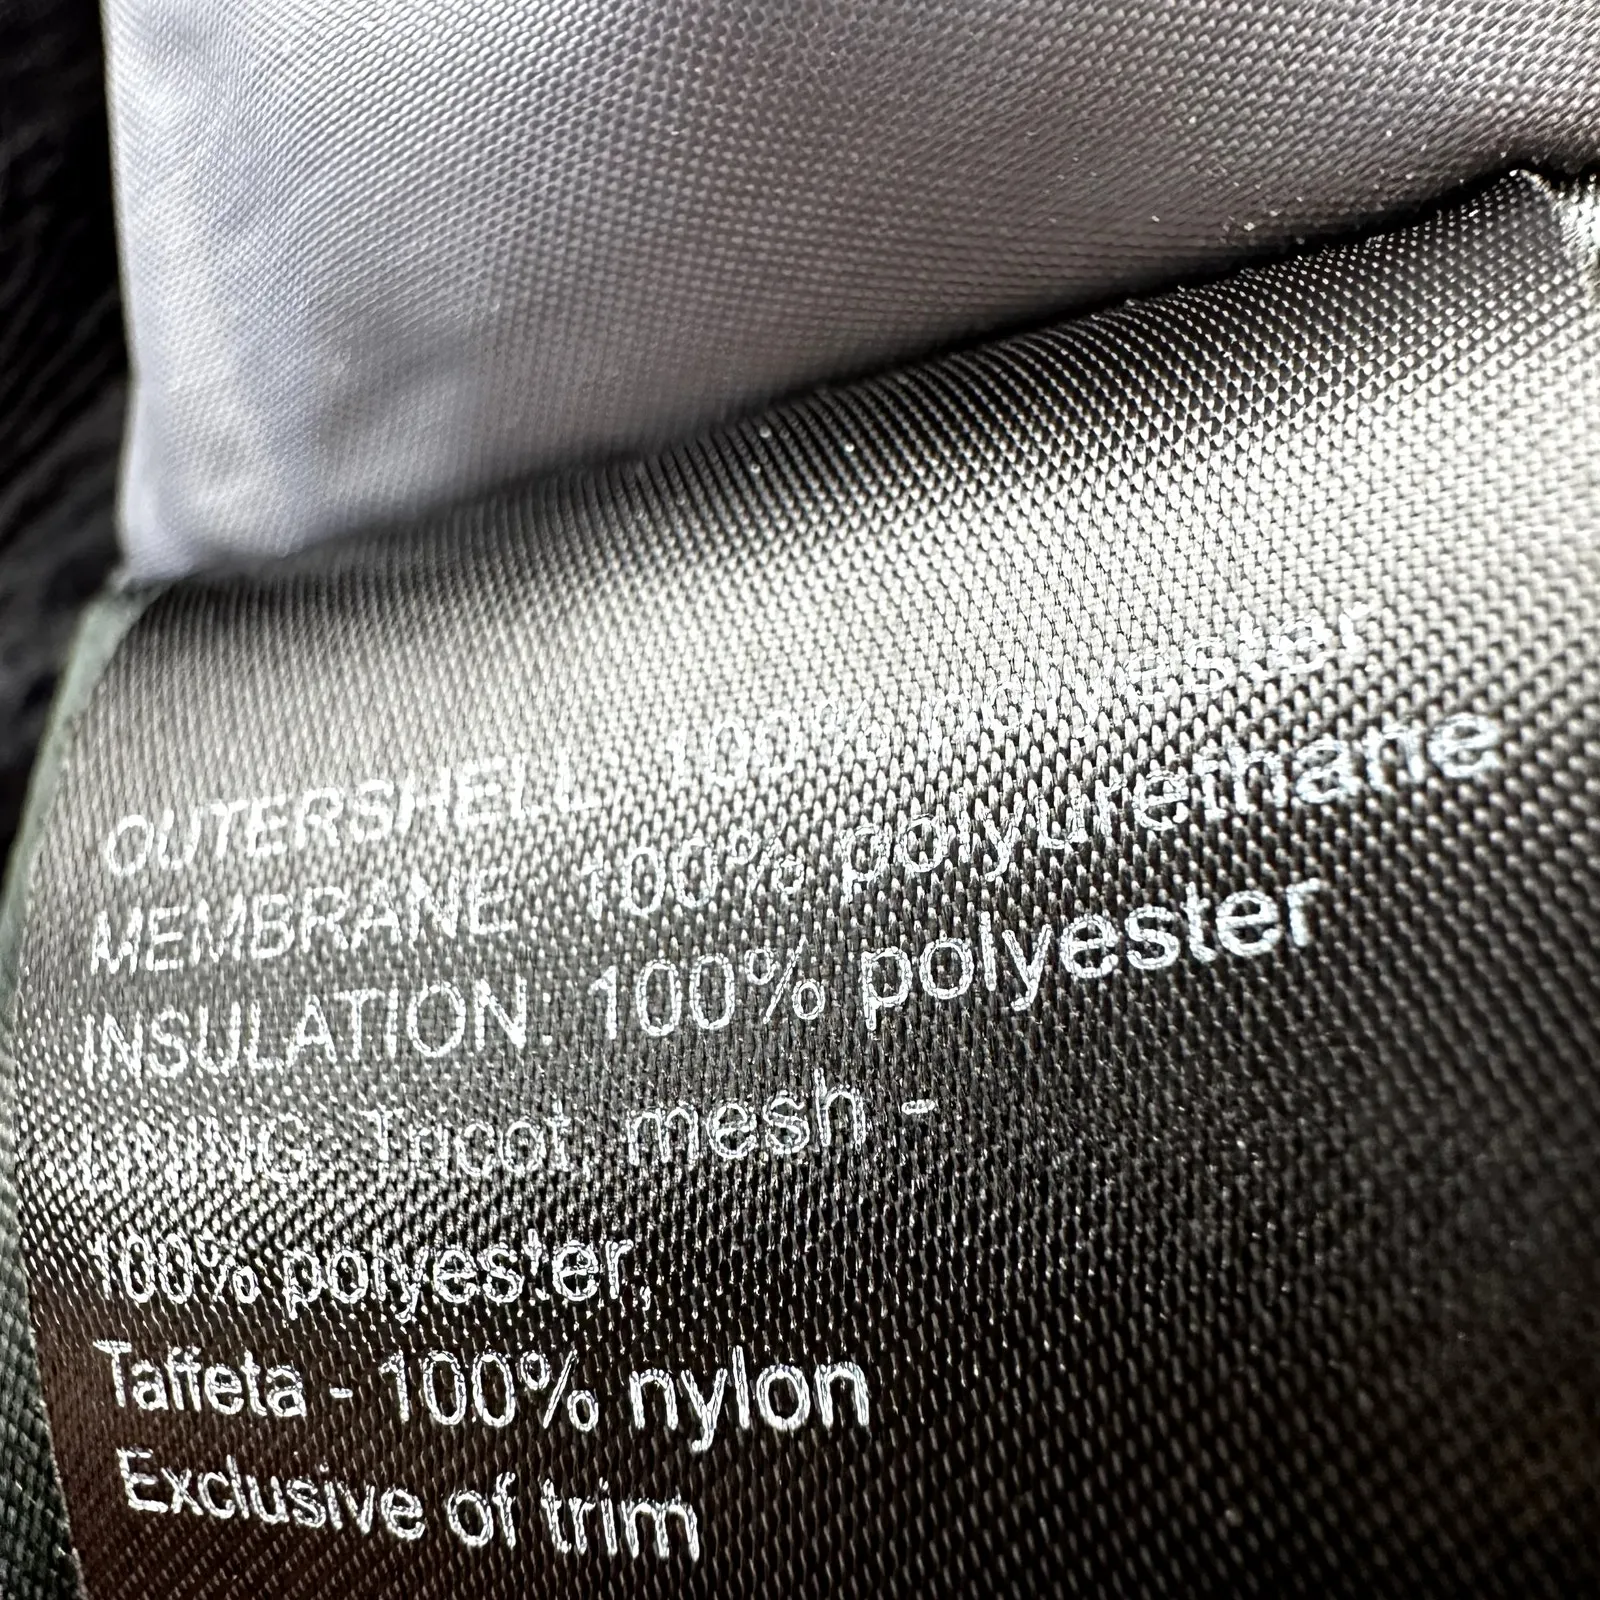 OUTERSHELL: 100% polyester
MEMBRANE: 100% polyurethane
INSULATION: 100% polyester
LINING: Tricot, mesh -
100% polyester,
Taffeta - 100% nylon
Exclusive of trim